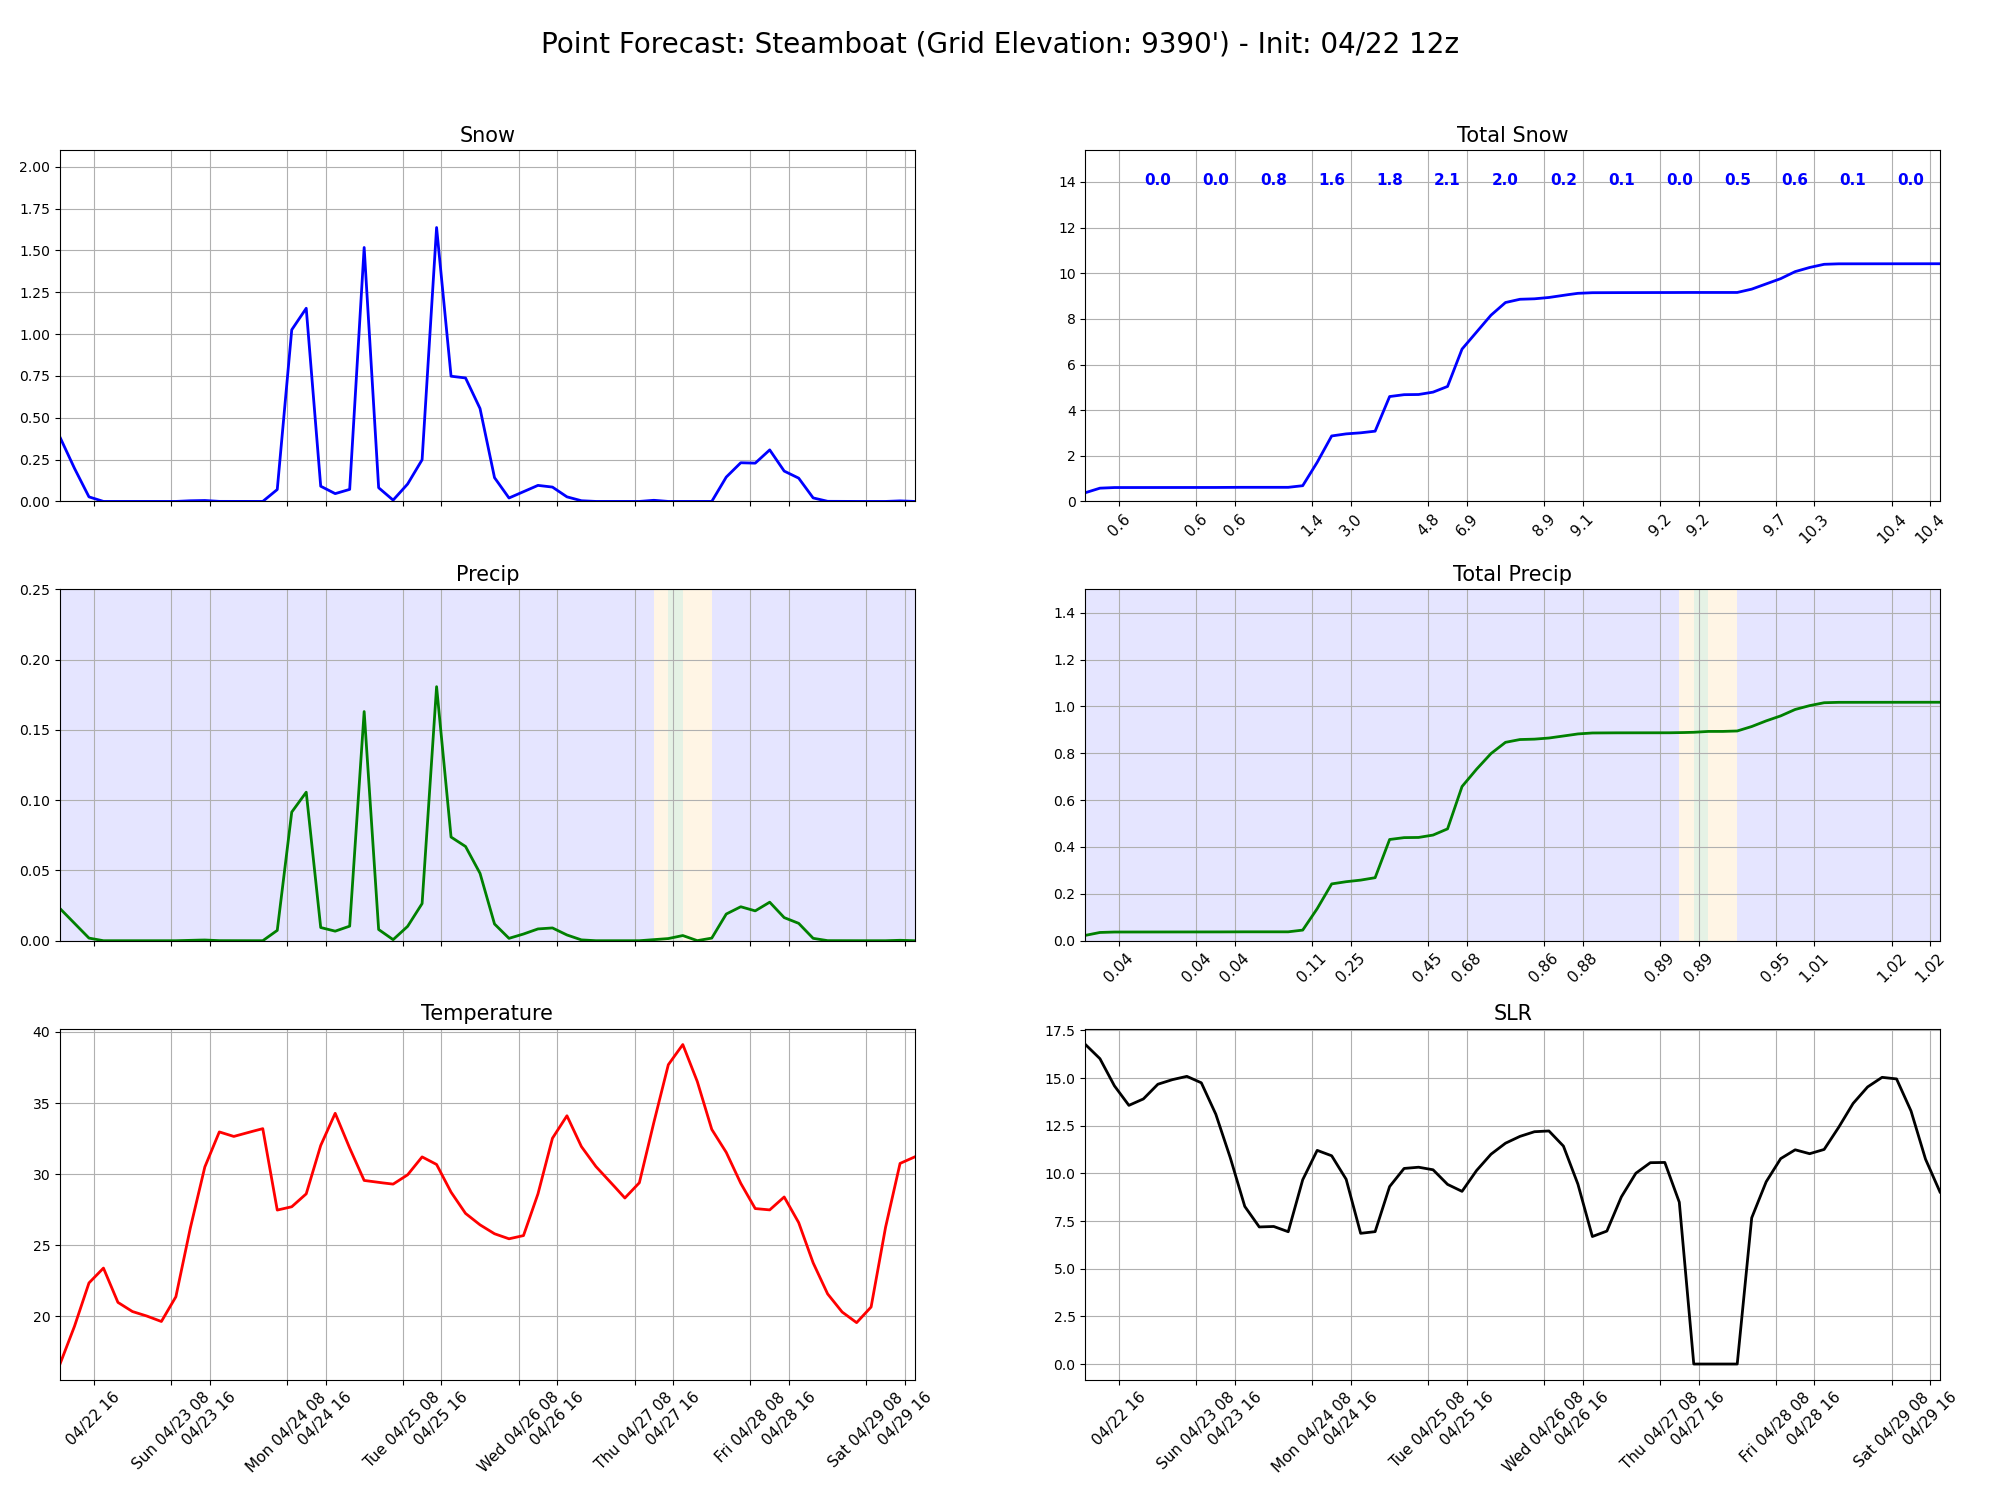 Point Forecast: Steamboat (Grid Elevation: 9390') - Init: 04/22 12z
Snow
2.00
1.75
1.50
1.25
1.00
0.75
0.50
0.25
0.00
Total Snow
14
12
10
8
6
4
2
0
0.0 0.0 0.8 1.6 1.8 2.1 2.0 0.2 0.1 0.0 0.5 0.6 0.1 0.0
0.6 0.6 0.6 1.4 3.0 4.8 6.9 8.9 9.1 9.2 9.2 9.7 10.3 10.4 10.4
Precip
0.25
0.20
0.15
0.10
0.05
0.00
Total Precip
1.4
1.2
1.0
0.8
0.6
0.4
0.2
0.0
0.04 0.04 0.04 0.11 0.25 0.45 0.68 0.86 0.88 0.89 0.89 0.95 1.01 1.02 1.02
Temperature
40
35
30
25
20
04/22 16
Sun 04/23 08
04/23 16
Mon 04/24 08
04/24 16
Tue 04/25 08
04/25 16
Wed 04/26 08
04/26 16
Thu 04/27 08
04/27 16
Fri 04/28 08
04/28 16
Sat 04/29 08
04/29 16
SLR
17.5
15.0
12.5
10.0
7.5
5.0
2.5
0.0
04/22 16
Sun 04/23 08
04/23 16
Mon 04/24 08
04/24 16
Tue 04/25 08
04/25 16
Wed 04/26 08
04/26 16
Thu 04/27 08
04/27 16
Fri 04/28 08
04/28 16
Sat 04/29 08
04/29 16